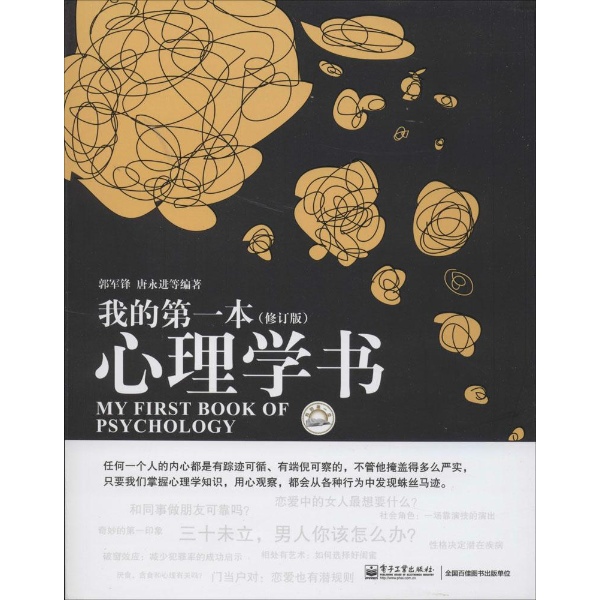 郭军锋 唐永进等编著
我的第一本(修订版)
心理学书
MY FIRST BOOK OF
PSYCHOLOGY
任何一个人的内心都是有踪迹可循、有端倪可察的，不管他掩盖得多么严实，
只要我们掌握心理学知识，用心观察，都会从各种行为中发现蛛丝马迹。
恋爱中的女人最想要什么?
和同事做朋友可靠吗?
社会角色：一场靠演技的演出
奇妙的第一印象
三十未立，男人你该怎么办?
性格决定潜在疾病
破窗效应：减少犯罪率的成功启示
相处有艺术：如何选择好闺蜜
门当户对：恋爱也有潜规则
电子工业出版社
全国百佳图书出版单位